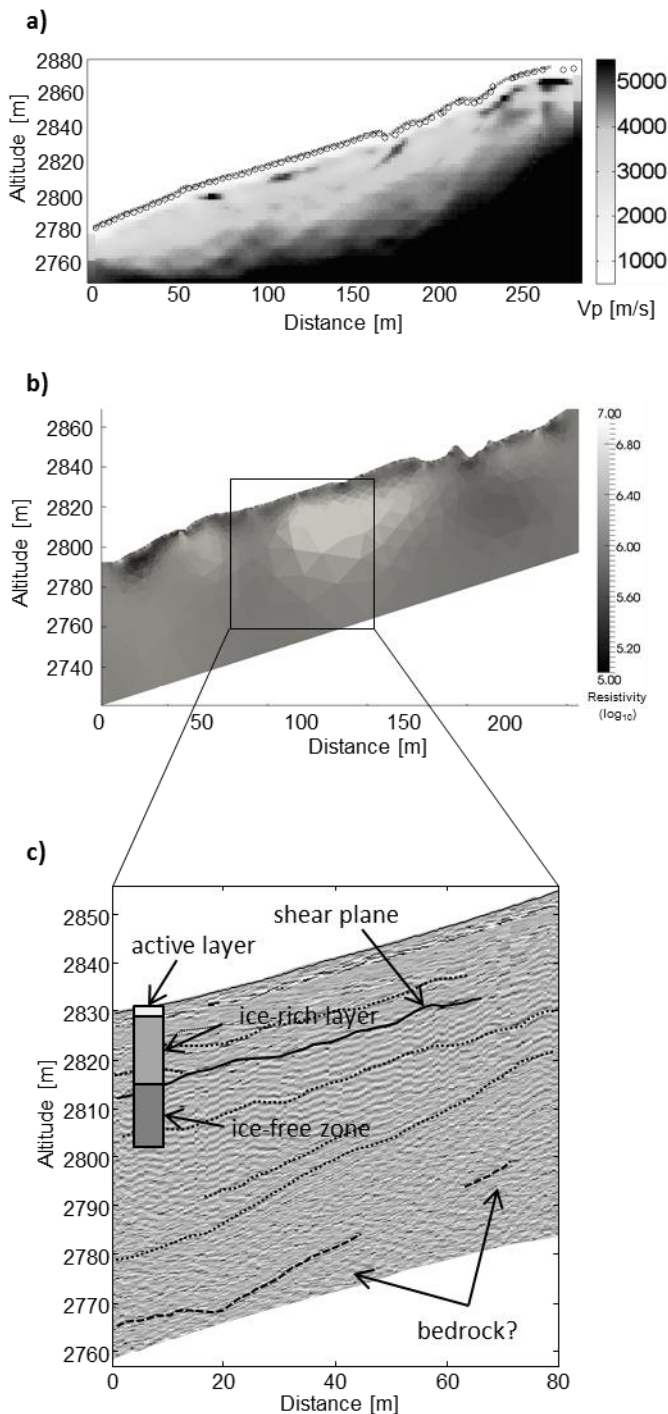 a)
Altitude [m]
2880
2860
2840
2820
2800
2780
2760
0 50 100 150 200 250
Distance [m]
5000
4000
3000
2000
1000
Vp [m/s]
b)
Altitude [m]
2860
2840
2820
2800
2780
2760
2740
0 50 100 150 200
Distance [m]
7.00
6.80
6.40
6.00
5.60
5.20
5.00
Resistivity
(log10)
c)
Altitude [m]
2850
2840
2830
2820
2810
2800
2790
2780
2770
2760
shear plane
active layer
ice-rich layer
ice-free zone
bedrock?
0 20 40 60 80
Distance [m]